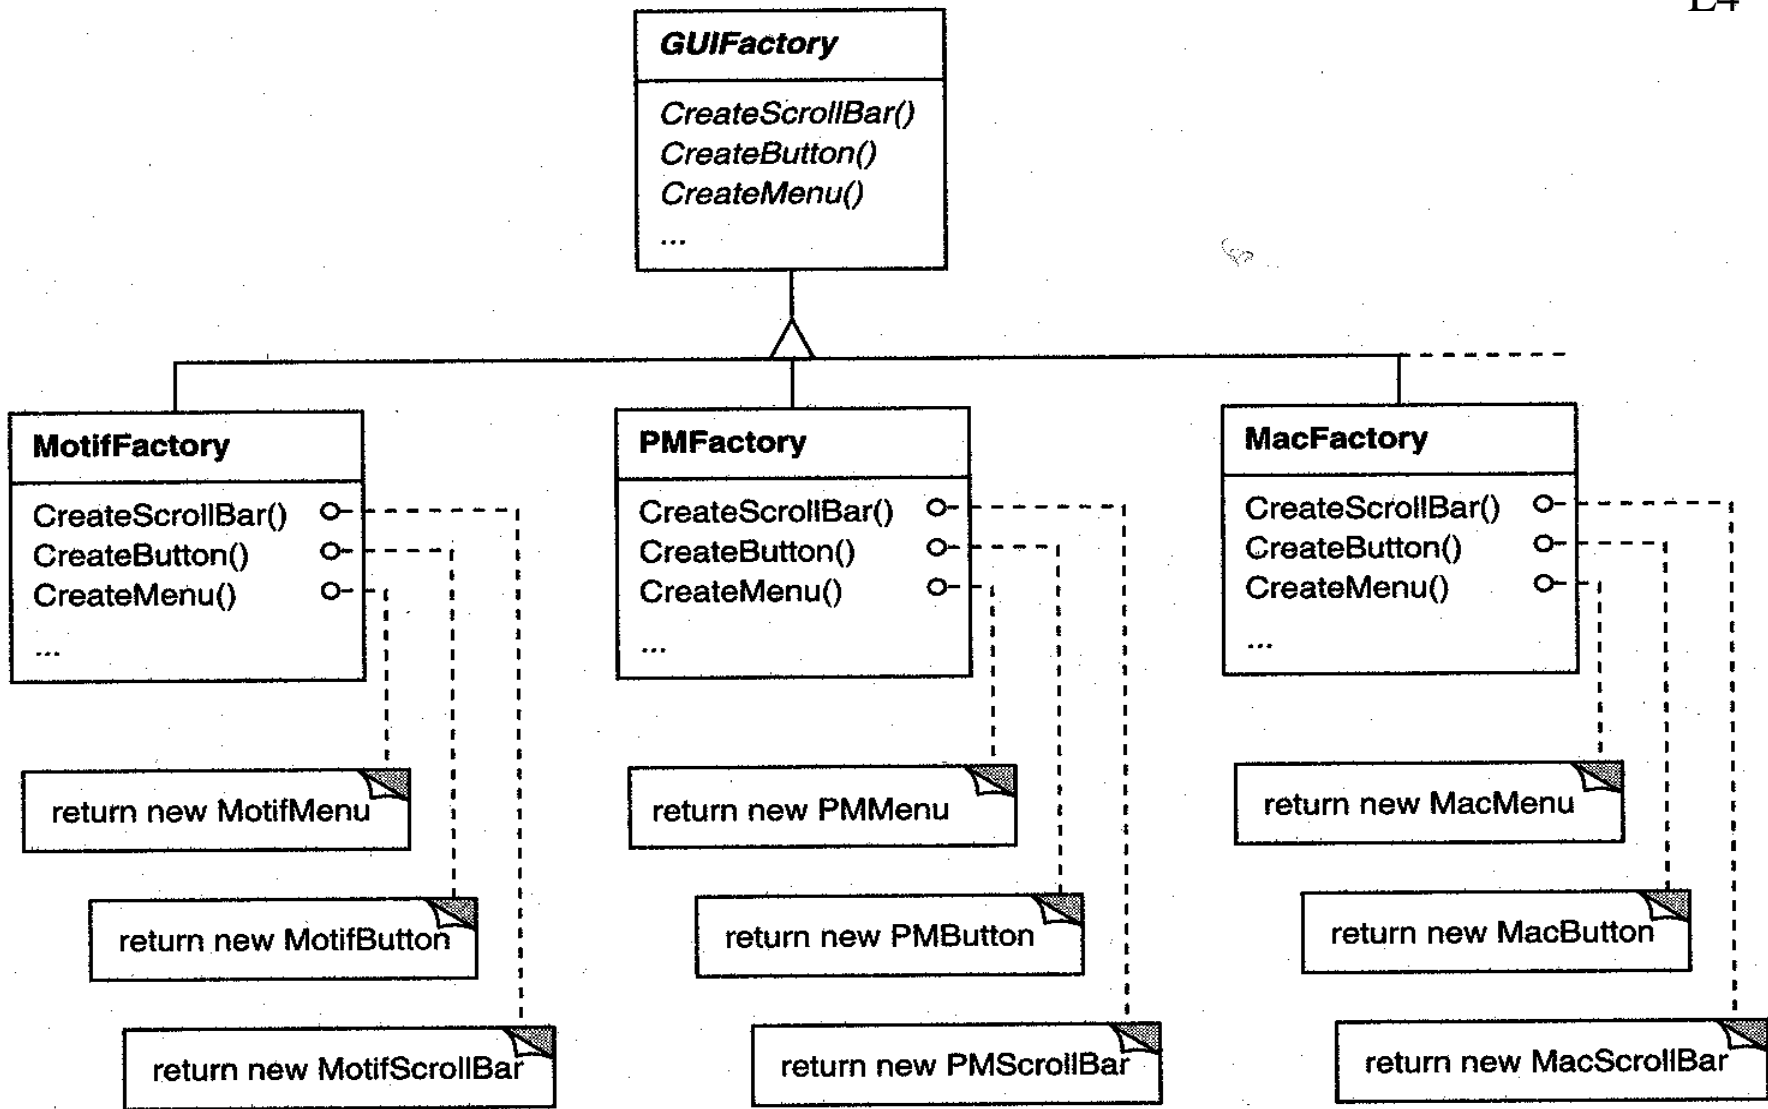 GUIFactory
CreateScrollBar()
CreateButton()
CreateMenu()
...
MotifFactory
CreateScrollBar()
CreateButton()
CreateMenu()
...
return new MotifMenu
return new MotifButton
return new MotifScrollBar
PMFactory
CreateScrollBar()
CreateButton()
CreateMenu()
...
return new PMMenu
return new PMButton
return new PMScrollBar
MacFactory
CreateScrollBar()
CreateButton()
CreateMenu()
...
return new MacMenu
return new MacButton
return new MacScrollBar